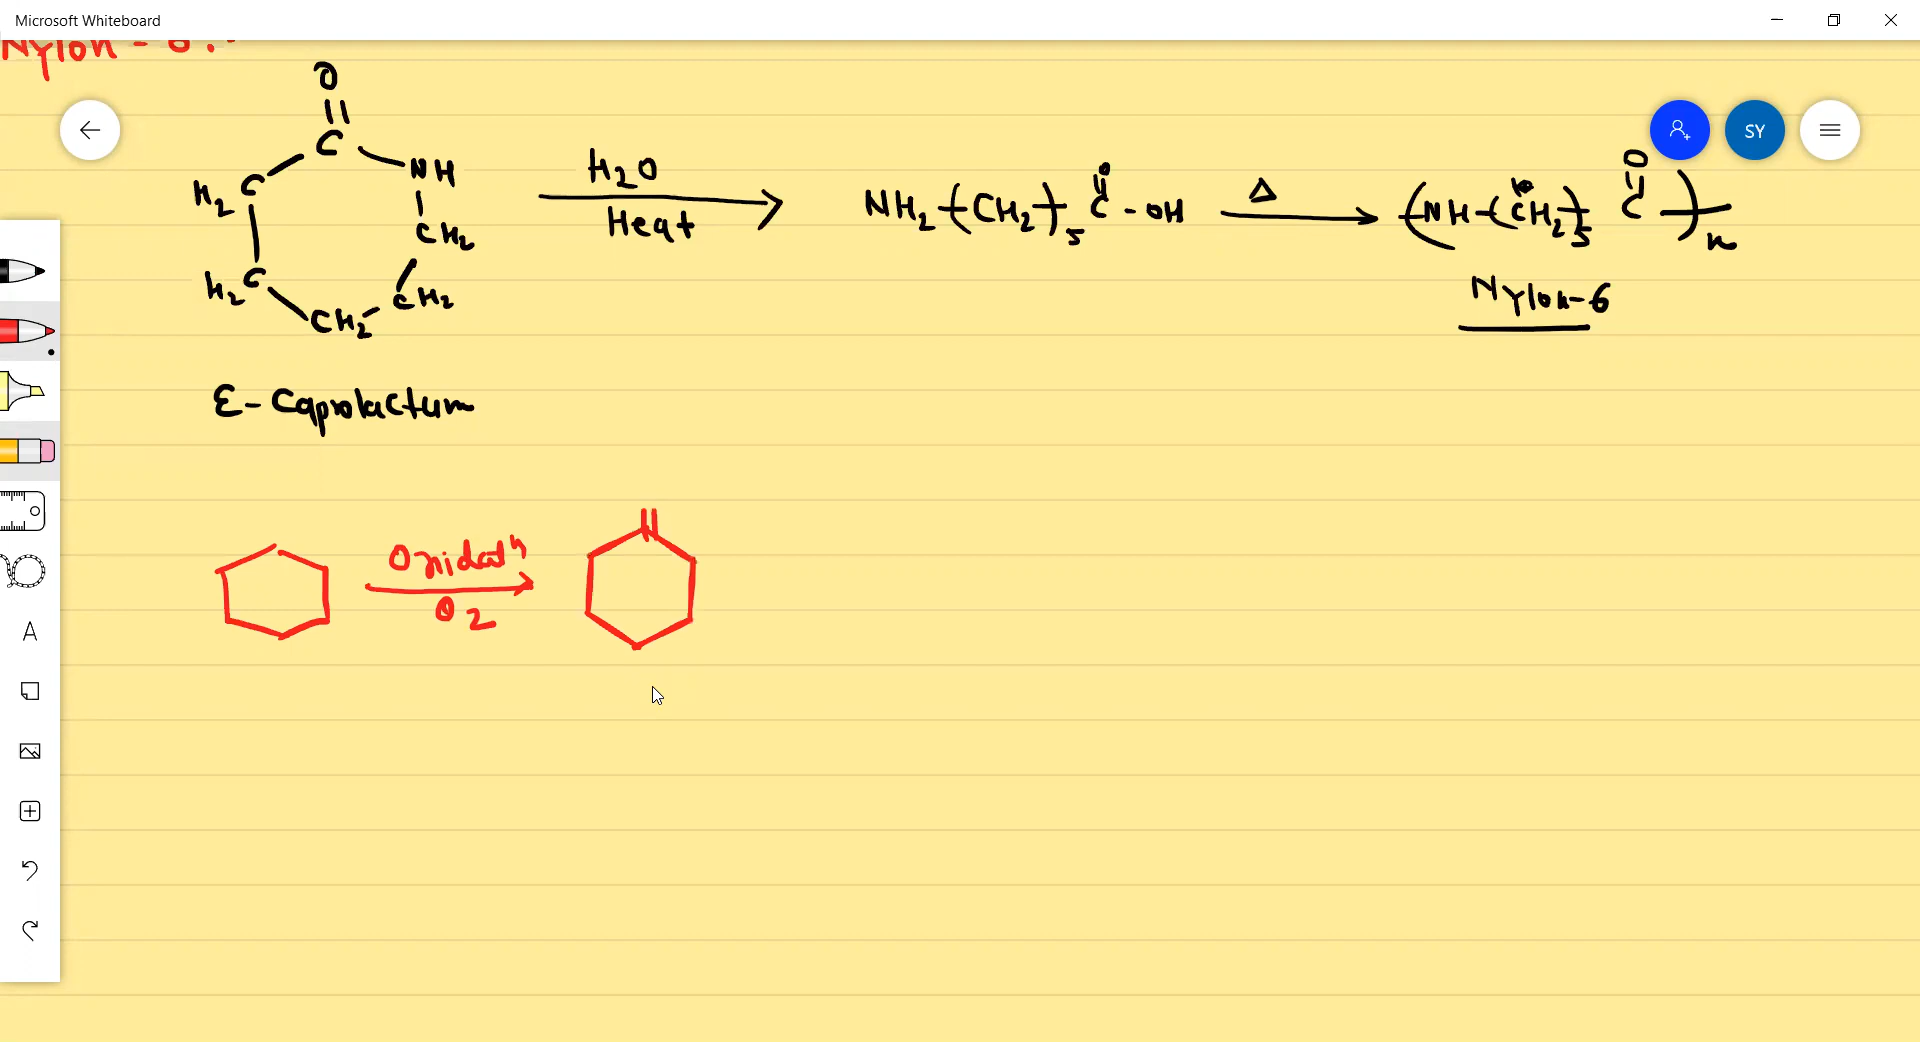 Microsoft Whiteboard
Nylon - 6 :-
O
C
NH
H2C
CH2
H2C
CH2
CH2
H2O
Heat
NH2-(CH2)5-C-OH
O
Δ
(NH-(CH2)5 C)n
O
Nylon-6
ε- Caprolactum
Oxidatn
O2
SY
A